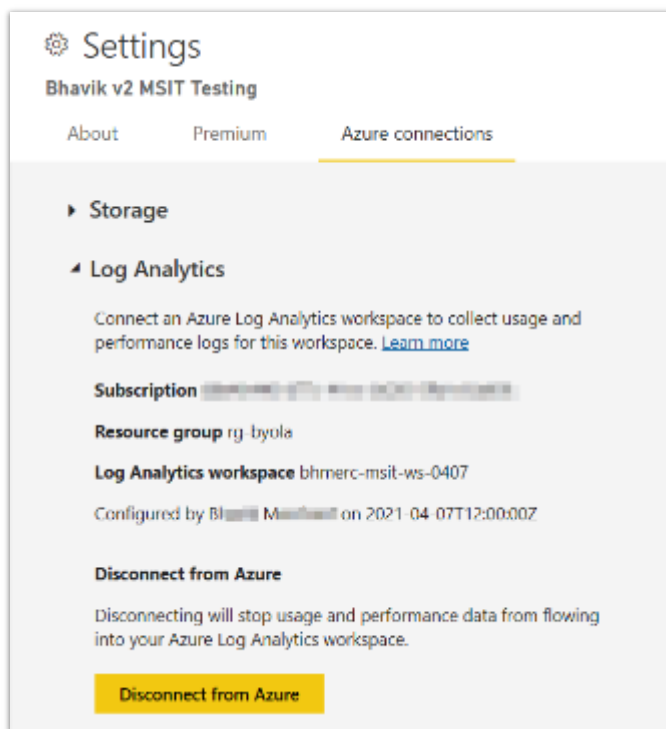 Settings
Bhavik v2 MSIT Testing
About Premium Azure connections
Storage
Log Analytics
Connect an Azure Log Analytics workspace to collect usage and
performance logs for this workspace. Learn more
Subscription
Resource group rg-byola
Log Analytics workspace bhmerc-msit-ws-0407
Configured by on 2021-04-07T12:00:00Z
Disconnect from Azure
Disconnecting will stop usage and performance data from flowing
into your Azure Log Analytics workspace.
Disconnect from Azure